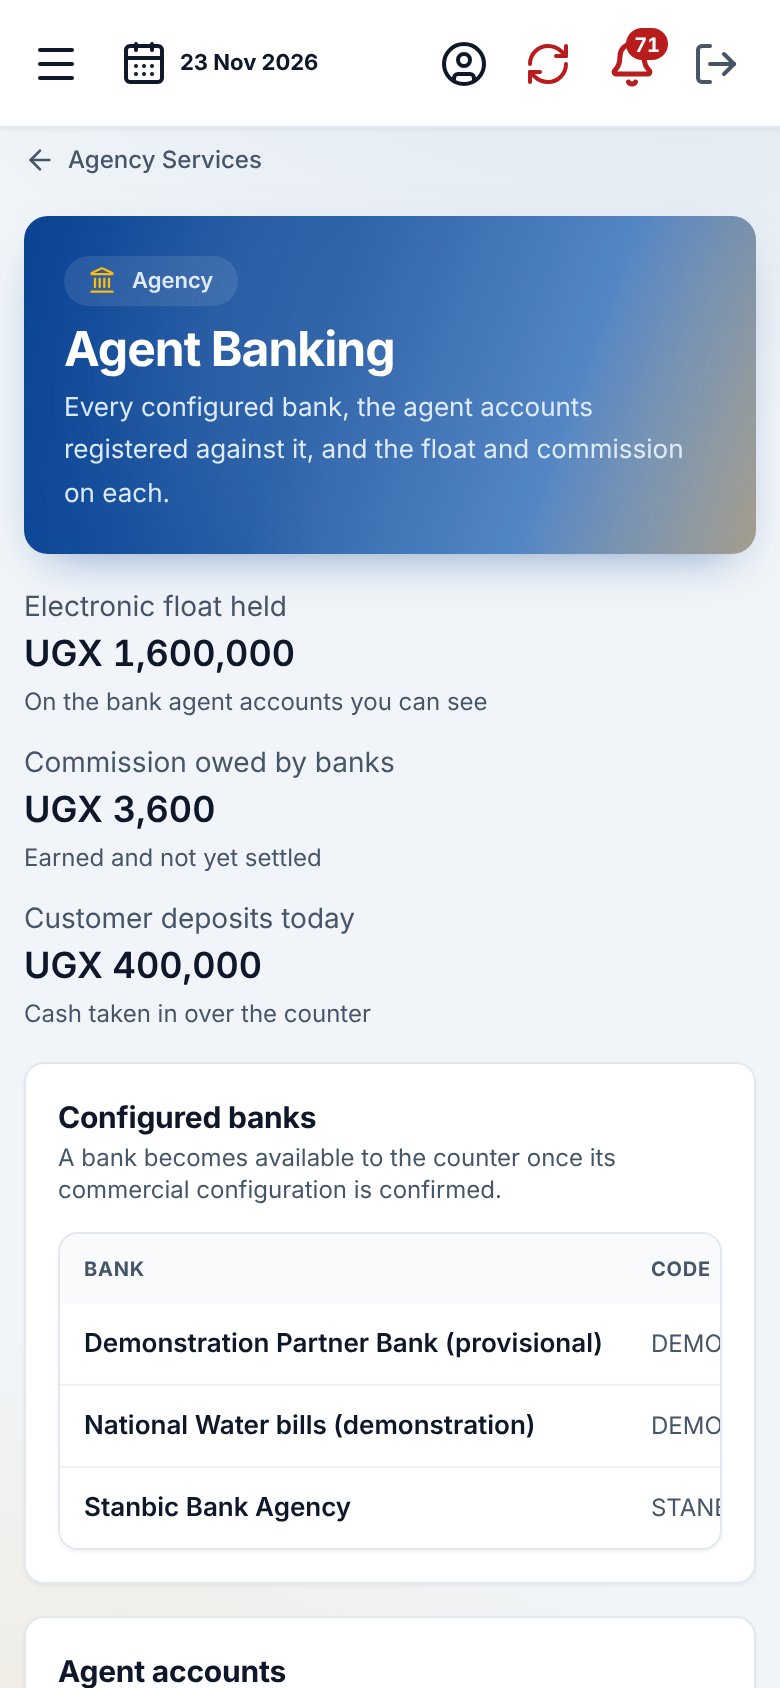 23 Nov 2026
71
Agency Services
Agency
Agent Banking
Every configured bank, the agent accounts
registered against it, and the float and commission
on each.
Electronic float held
UGX 1,600,000
On the bank agent accounts you can see
Commission owed by banks
UGX 3,600
Earned and not yet settled
Customer deposits today
UGX 400,000
Cash taken in over the counter
Configured banks
A bank becomes available to the counter once its
commercial configuration is confirmed.
BANK CODE
Demonstration Partner Bank (provisional) DEMO
National Water bills (demonstration) DEMO
Stanbic Bank Agency
Agent accounts